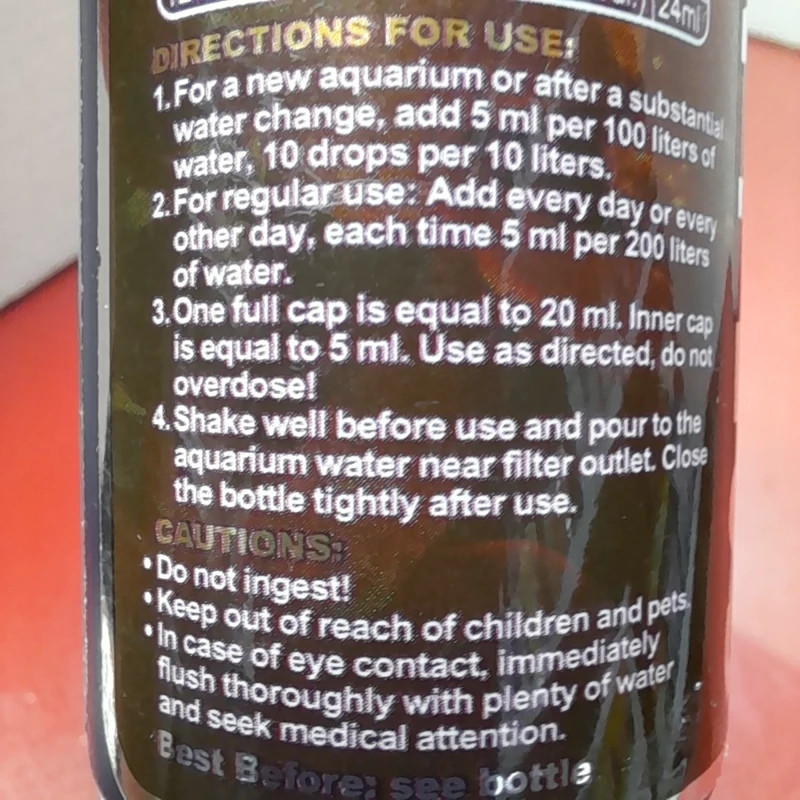 24ml
DIRECTIONS FOR USE:
1. For a new aquarium or after a substantial
water change, add 5 ml per 100 liters of
water, 10 drops per 10 liters.
2. For regular use: Add every day or every
other day, each time 5 ml per 200 liters
of water.
3. One full cap is equal to 20 ml. Inner cap
is equal to 5 ml. Use as directed, do not
overdose!
4. Shake well before use and pour to the
aquarium water near filter outlet. Close
the bottle tightly after use.
CAUTIONS:
• Do not ingest!
• Keep out of reach of children and pets.
• In case of eye contact, immediately
flush thoroughly with plenty of water
and seek medical attention.
Best Before: see bottle